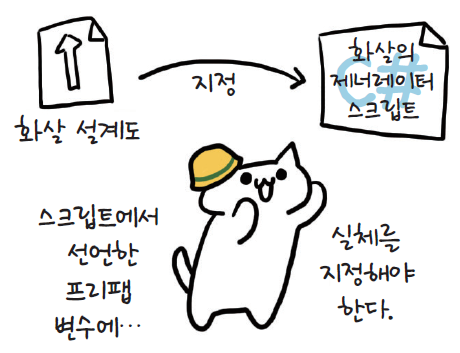 화살 설계도
지정
C#
화살의
제너레이터
스크립트
스크립트에서
선언한
프리팹
변수에…
실체를
지정해야
한다.